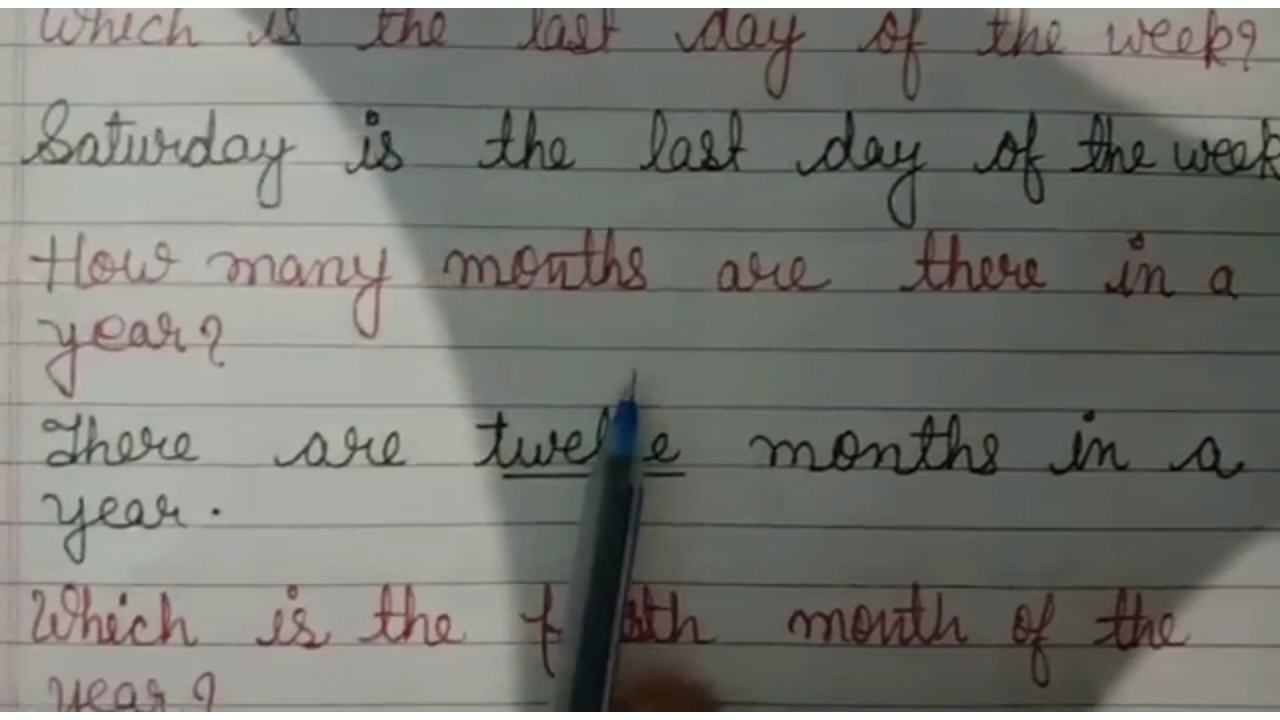 Which is the last day of the week?
Saturday is the last day of the week
How many months are there in a
year?
There are months in a
year.
Which is the month of the
year?